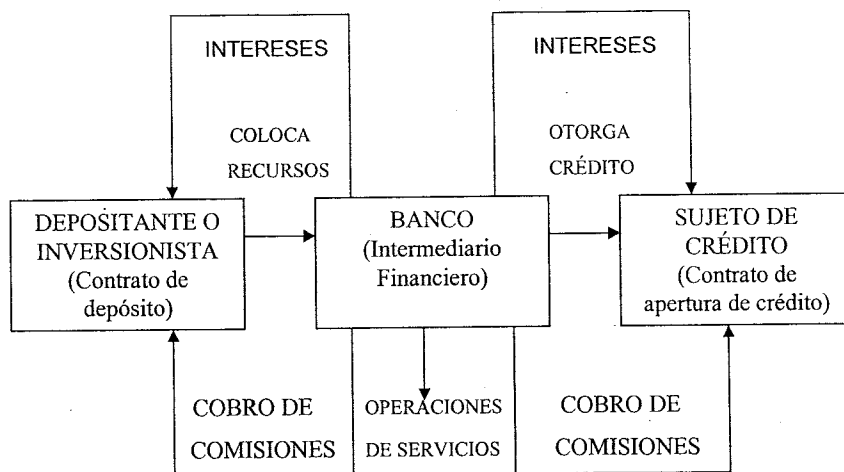 INTERESES
INTERESES
COLOCA
RECURSOS
OTORGA
CRÉDITO
DEPOSITANTE O
INVERSIONISTA
(Contrato de
depósito)
BANCO
(Intermediario
Financiero)
SUJETO DE
CRÉDITO
(Contrato de
apertura de crédito)
COBRO DE
COMISIONES
OPERACIONES
DE SERVICIOS
COBRO DE
COMISIONES